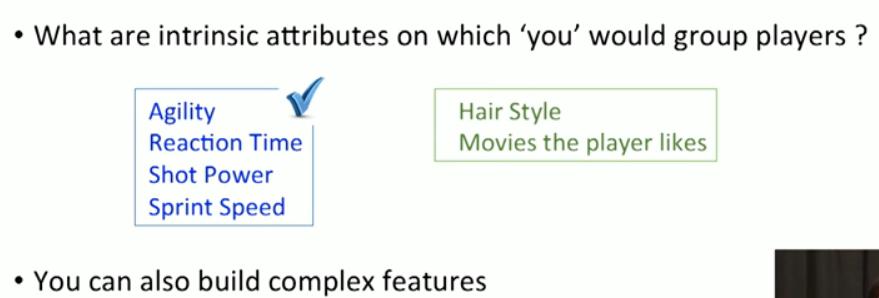 • What are intrinsic attributes on which ‘you’ would group players ?
Agility
Reaction Time
Shot Power
Sprint Speed
Hair Style
Movies the player likes
• You can also build complex features